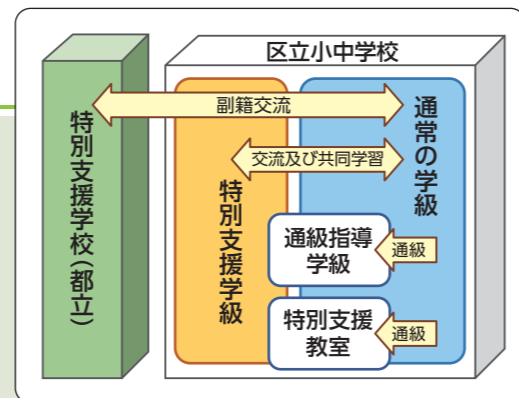 区立小中学校
副籍交流
特別支援学校(都立)
交流及び共同学習
特別支援学級
通常の学級
通級指導
学級
通級
特別支援
教室
通級